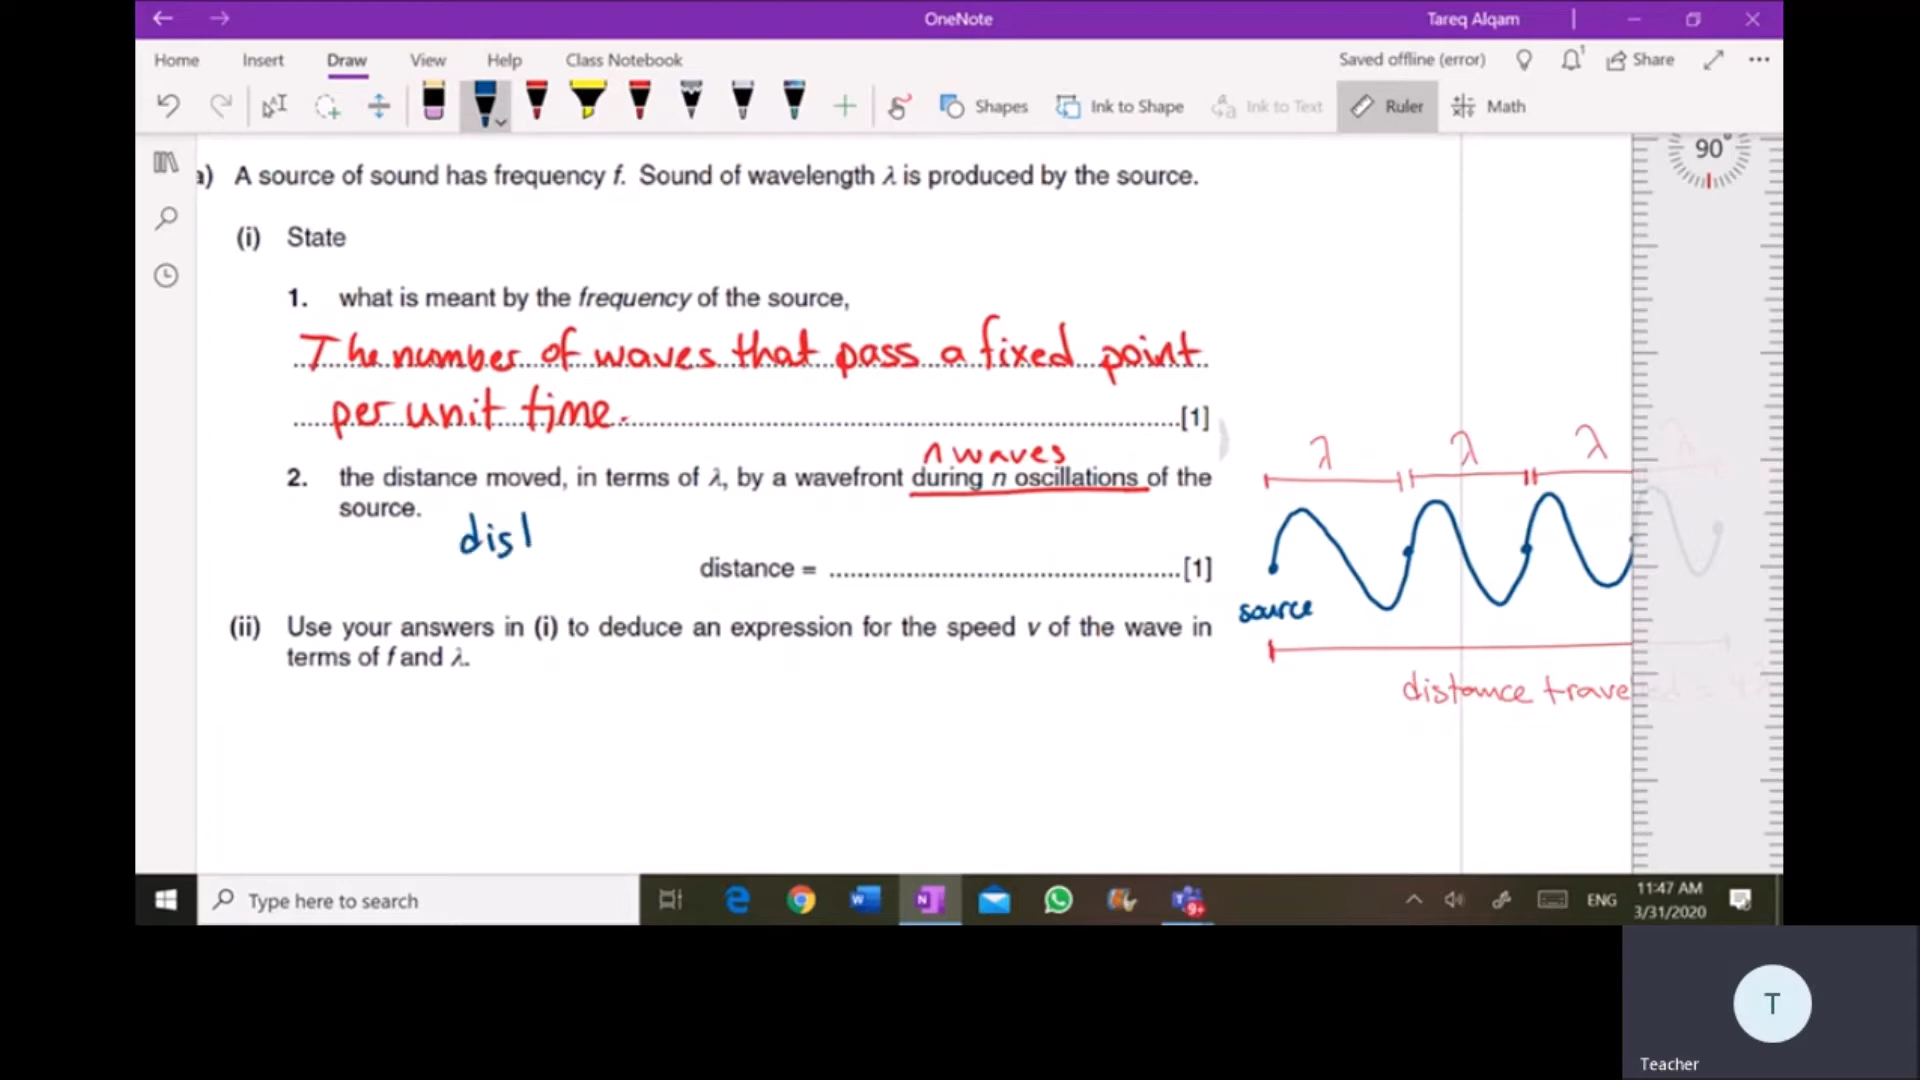 OneNote
Tareq Alqam
Home Insert Draw View Help Class Notebook
Saved offline (error)
1
Share
Shapes Ink to Shape Ink to Text Ruler Math
90°
a) A source of sound has frequency f. Sound of wavelength λ is produced by the source.
(i) State
1. what is meant by the frequency of the source,
The number of waves that pass a fixed point
per unit time. [1]
n waves
2. the distance moved, in terms of λ, by a wavefront during n oscillations of the
source.
dist
distance = [1]
(ii) Use your answers in (i) to deduce an expression for the speed v of the wave in
terms of f and λ.
λ λ λ λ
source
distance trave
Type here to search
9+
ENG
11:47 AM
3/31/2020
T
Teacher